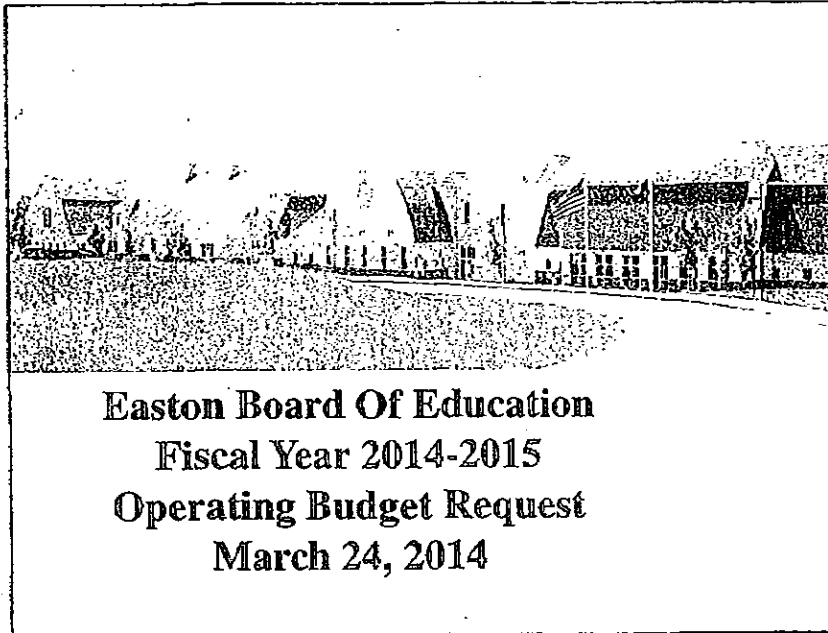 Easton Board Of Education
Fiscal Year 2014-2015
Operating Budget Request
March 24, 2014